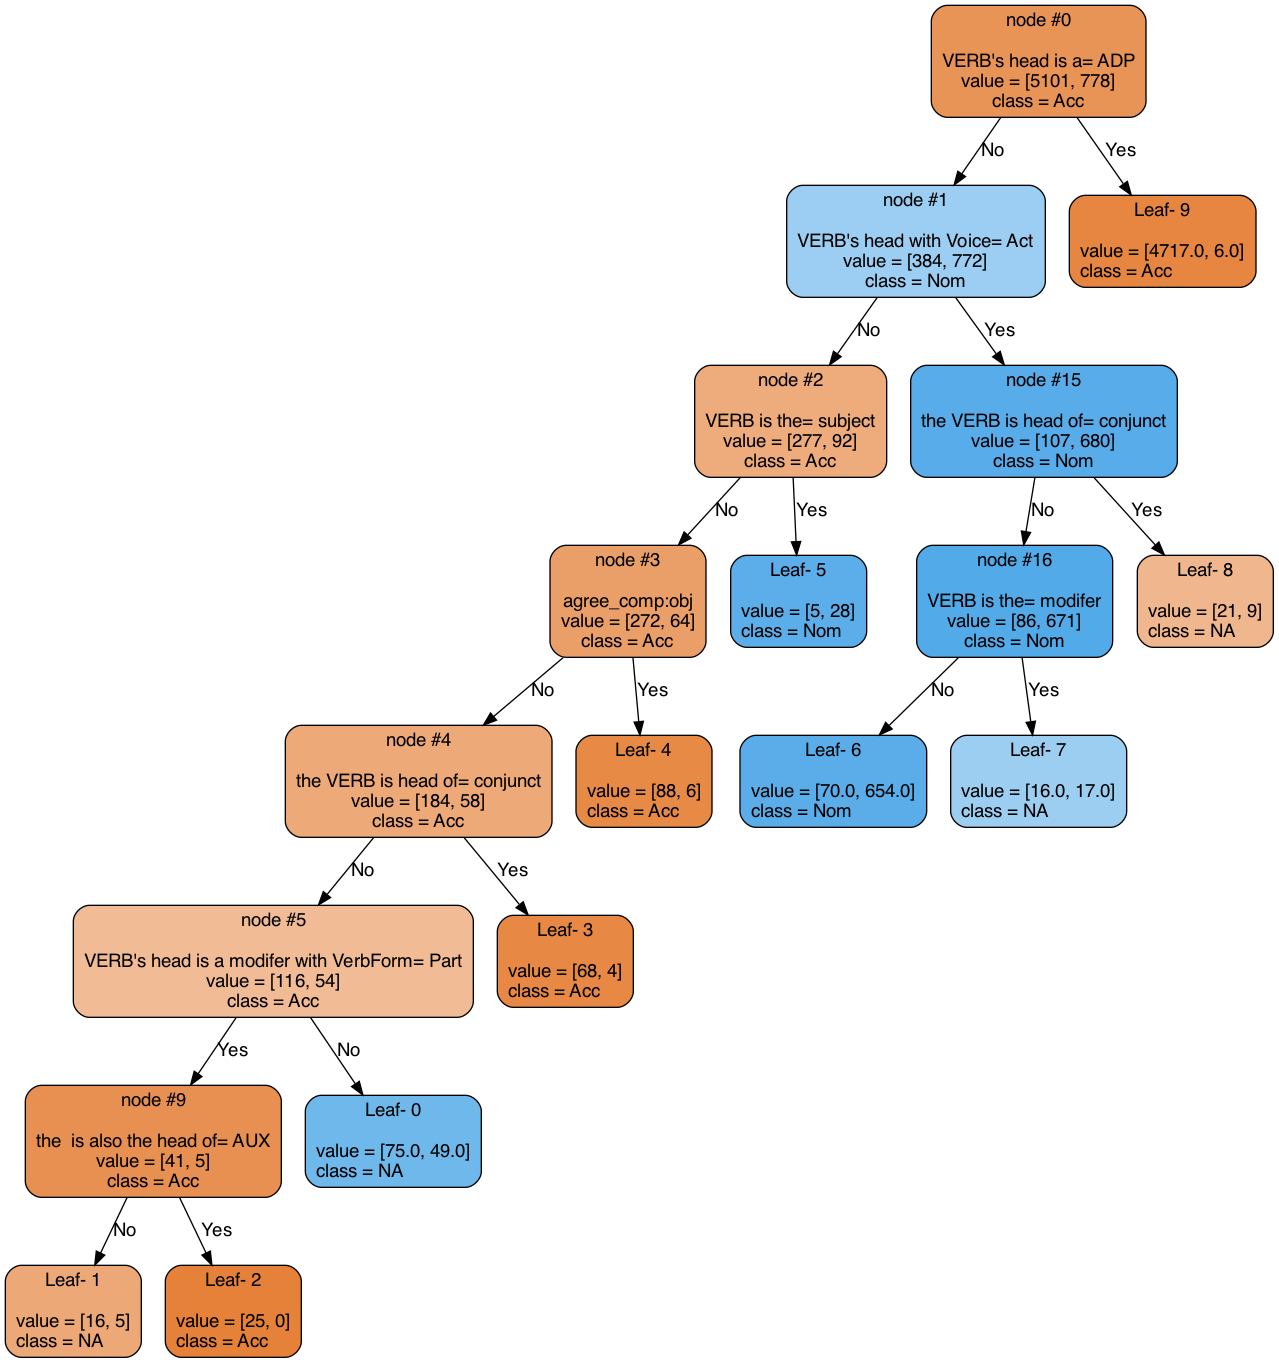 node #0
VERB's head is a= ADP
value = [5101, 778]
class = Acc
No
Yes
node #1
VERB's head with Voice= Act
value = [384, 772]
class = Nom
Leaf- 9
value = [4717.0, 6.0]
class = Acc
No
Yes
node #2
VERB is the= subject
value = [277, 92]
class = Acc
node #15
the VERB is head of= conjunct
value = [107, 680]
class = Nom
No
Yes
No
Yes
node #3
agree_comp:obj
value = [272, 64]
class = Acc
Leaf- 5
value = [5, 28]
class = Nom
node #16
VERB is the= modifer
value = [86, 671]
class = Nom
Leaf- 8
value = [21, 9]
class = NA
No
Yes
No
Yes
node #4
the VERB is head of= conjunct
value = [184, 58]
class = Acc
Leaf- 4
value = [88, 6]
class = Acc
Leaf- 6
value = [70.0, 654.0]
class = Nom
Leaf- 7
value = [16.0, 17.0]
class = NA
No
Yes
node #5
VERB's head is a modifer with VerbForm= Part
value = [116, 54]
class = Acc
Leaf- 3
value = [68, 4]
class = Acc
Yes
No
node #9
the  is also the head of= AUX
value = [41, 5]
class = Acc
Leaf- 0
value = [75.0, 49.0]
class = NA
No
Yes
Leaf- 1
value = [16, 5]
class = NA
Leaf- 2
value = [25, 0]
class = Acc